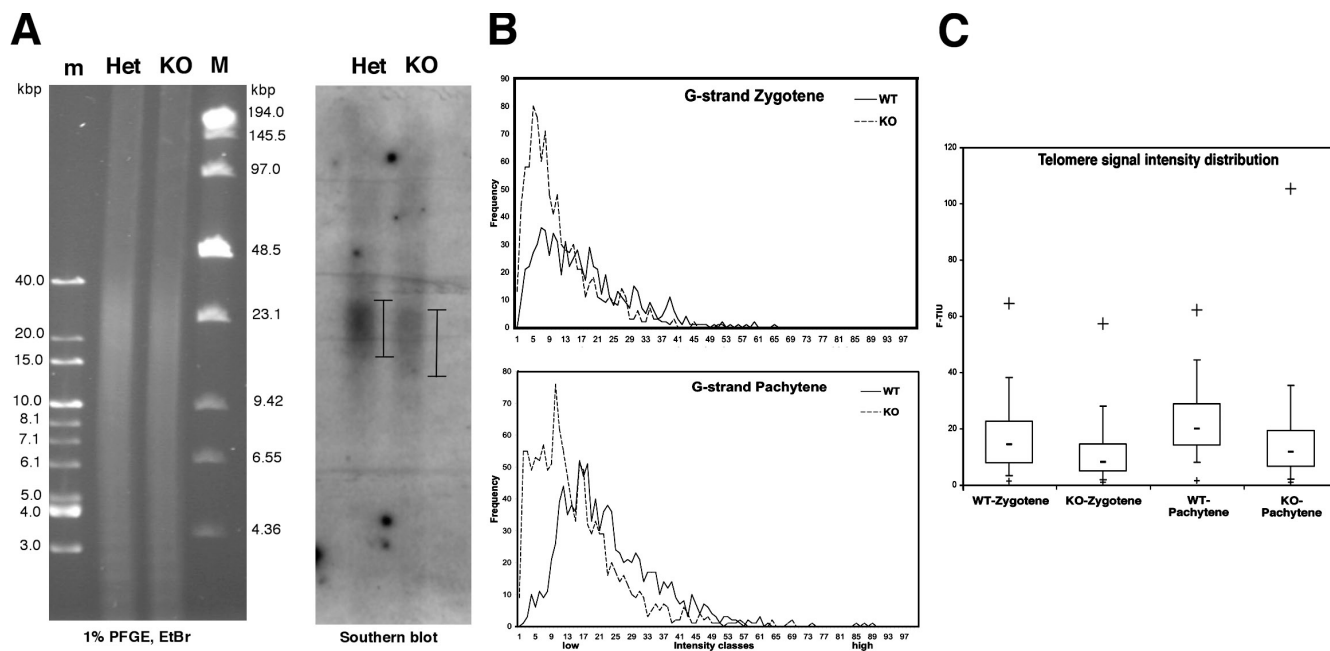 A
B
C
m Het KO M
kbp
kbp
40.0
20.0
15.0
10.0
8.1
7.1
6.1
5.0
4.0
3.0
194.0
145.5
97.0
48.5
23.1
9.42
6.55
4.36
1% PFGE, EtBr
Het KO
Southern blot
G-strand Zygotene
WT
KO
Frequency
90
80
70
60
50
40
30
20
10
0
1 5 9 13 17 21 25 29 33 37 41 45 49 53 57 61 65 69 73 77 81 85 89 93 97
G-strand Pachytene
WT
KO
Frequency
80
70
60
50
40
30
20
10
0
1 5 9 13 17 21 25 29 33 37 41 45 49 53 57 61 65 69 73 77 81 85 89 93 97
low Intensity classes high
Telomere signal intensity distribution
F-TIU
120
100
80
60
40
20
0
WT-Zygotene KO-Zygotene WT-Pachytene KO-Pachytene